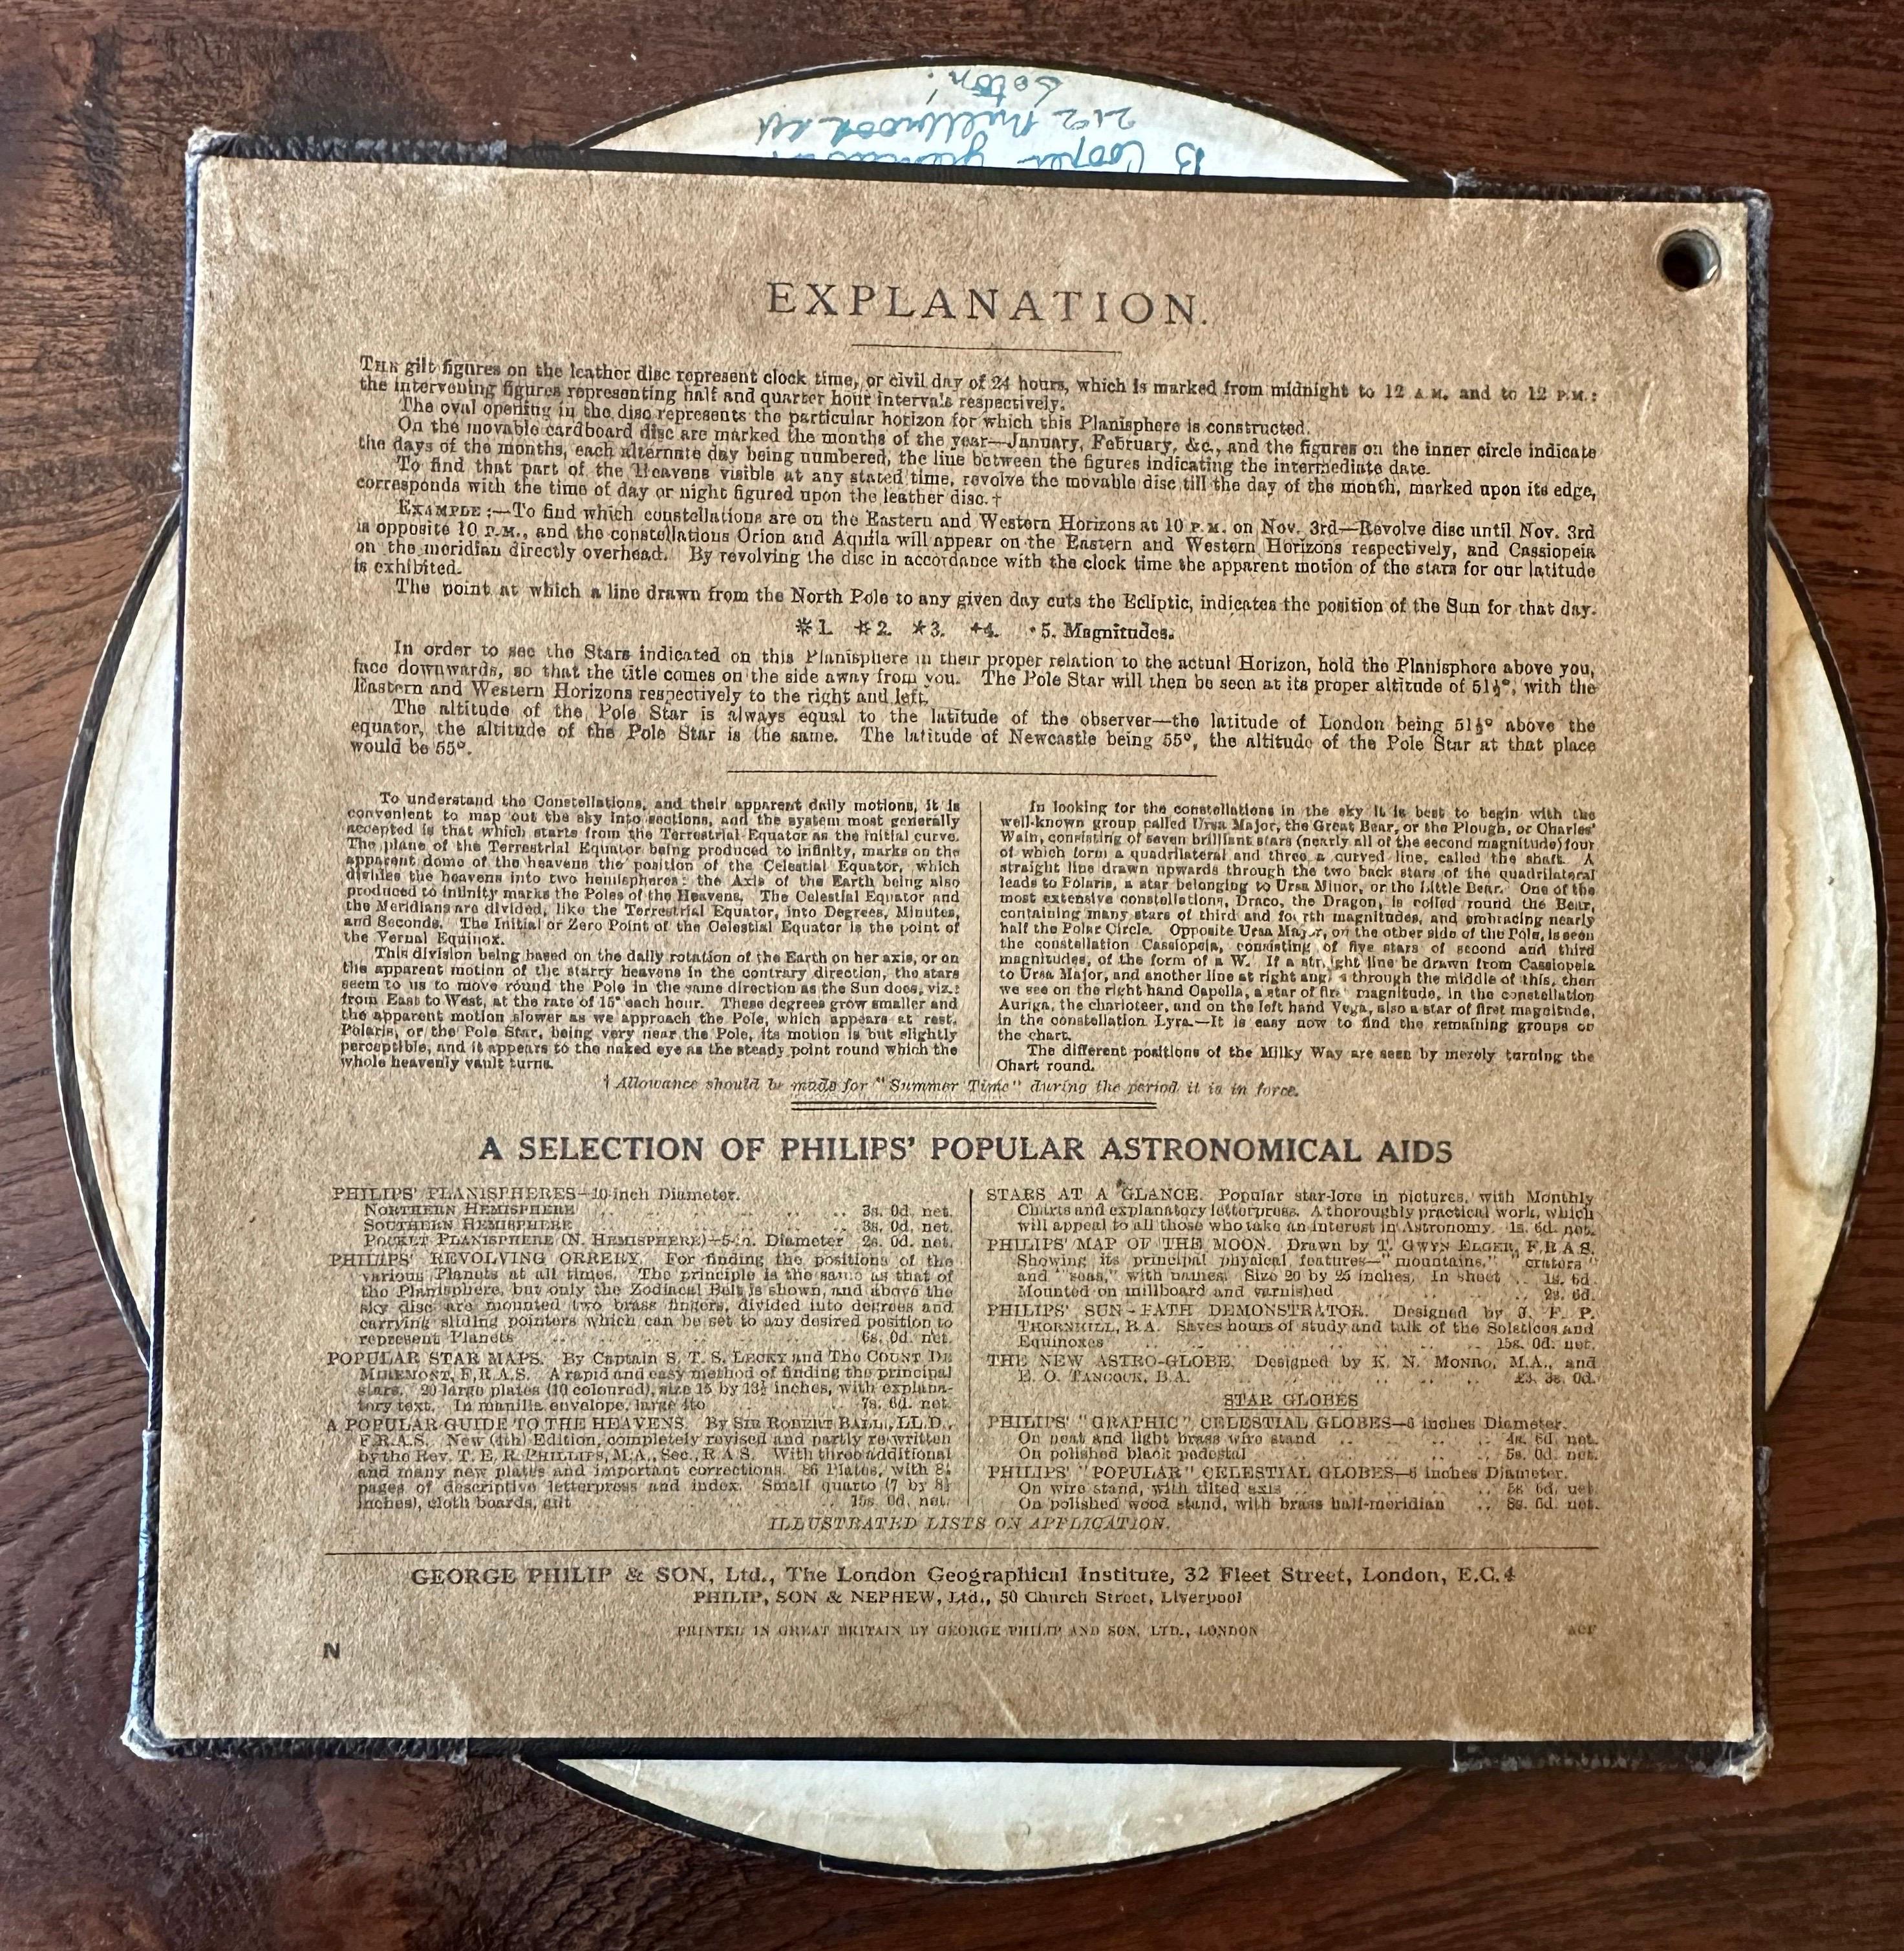 Soton!
212 Millbrook Rd
B Cooper
EXPLANATION.
THE gilt figures on the leather disc represent clock time, or civil day of 24 hours, which is marked from midnight to 12 A.M. and to 12 P.M.:
the intervening figures representing half and quarter hour intervals respectively.
The oval opening in the disc represents the particular horizon for which this Planisphere is constructed.
On the movable cardboard disc are marked the months of the year—January, February, &c., and the figures on the inner circle indicate
the days of the months, each alternate day being numbered, the line between the figures indicating the intermediate date.
To find that part of the Heavens visible at any stated time, revolve the movable disc till the day of the month, marked upon its edge,
corresponds with the time of day or night figured upon the leather disc.†
EXAMPLE:—To find which constellations are on the Eastern and Western Horizons at 10 P.M. on Nov. 3rd—Revolve disc until Nov. 3rd
is opposite 10 P.M., and the constellations Orion and Aquila will appear on the Eastern and Western Horizons respectively, and Cassiopeia
on the meridian directly overhead. By revolving the disc in accordance with the clock time the apparent motion of the stars for our latitude
is exhibited.
The point at which a line drawn from the North Pole to any given day cuts the Ecliptic, indicates the position of the Sun for that day.
1. 2. 3. 4. 5. Magnitudes.
In order to see the Stars indicated on this Planisphere in their proper relation to the actual Horizon, hold the Planisphere above you,
face downwards, so that the title comes on the side away from you. The Pole Star will then be seen at its proper altitude of 51½°, with the
Eastern and Western Horizons respectively to the right and left.
The altitude of the Pole Star is always equal to the latitude of the observer—the latitude of London being 51½° above the
equator, the altitude of the Pole Star is the same. The latitude of Newcastle being 55°, the altitude of the Pole Star at that place
would be 55°.
To understand the Constellations, and their apparent daily motions, it is
convenient to map out the sky into sections, and the system most generally
accepted is that which starts from the Terrestrial Equator as the initial curve.
The plane of the Terrestrial Equator being produced to infinity, marks on the
apparent dome of the heavens the position of the Celestial Equator, which
divides the heavens into two hemispheres: the Axis of the Earth being also
produced to infinity marks the Poles of the Heavens. The Celestial Equator and
the Meridians are divided, like the Terrestrial Equator, into Degrees, Minutes,
and Seconds. The Initial or Zero Point of the Celestial Equator is the point of
the Vernal Equinox.
This division being based on the daily rotation of the Earth on her axis, or on
the apparent motion of the starry heavens in the contrary direction, the stars
seem to us to move round the Pole in the same direction as the Sun does, viz.:
from East to West, at the rate of 15° each hour. These degrees grow smaller and
the apparent motion slower as we approach the Pole, which appears at rest.
Polaris, or the Pole Star, being very near the Pole, its motion is but slightly
perceptible, and it appears to the naked eye as the steady point round which the
whole heavenly vault turns.
In looking for the constellations in the sky it is best to begin with the
well-known group called Ursa Major, the Great Bear, or the Plough, or Charles'
Wain, consisting of seven brilliant stars (nearly all of the second magnitude) four
of which form a quadrilateral and three, a curved line, called the shaft. A
straight line drawn upwards through the two back stars of the quadrilateral
leads to Polaris, a star belonging to Ursa Minor, or the Little Bear. One of the
most extensive constellations, Draco, the Dragon, is coiled round the Bear,
containing many stars of third and fourth magnitudes, and embracing nearly
half the Polar Circle. Opposite Ursa Major, on the other side of the Pole, is seen
the constellation Cassiopeia, consisting of five stars of second and third
magnitudes, of the form of a W. If a straight line be drawn from Cassiopeia
to Ursa Major, and another line at right angles through the middle of this, then
we see on the right hand Capella, a star of first magnitude, in the constellation
Auriga, the charioteer, and on the left hand Vega, also a star of first magnitude,
in the constellation Lyra.—It is easy now to find the remaining groups on
the chart.
The different positions of the Milky Way are seen by merely turning the
Chart round.
† Allowance should be made for "Summer Time" during the period it is in force.
A SELECTION OF PHILIPS' POPULAR ASTRONOMICAL AIDS
PHILIPS' PLANISPHERES—10-inch Diameter.
NORTHERN HEMISPHERE .. 3s. 0d. net.
SOUTHERN HEMISPHERE .. 3s. 0d. net.
POCKET PLANISPHERE (N. HEMISPHERE)—5-in. Diameter 2s. 0d. net.
PHILIPS' REVOLVING ORRERY. For finding the positions of the
various Planets at all times. The principle is the same as that of
the Planisphere, but only the Zodiacal Belt is shown, and above the
sky disc are mounted two brass fingers, divided into degrees and
carrying sliding pointers which can be set to any desired position to
represent Planets .. 6s. 0d. net.
POPULAR STAR MAPS. By Captain S. T. S. LECKY and The COUNT DE
MIREMONT, F.R.A.S. A rapid and easy method of finding the principal
stars. 20 large plates (10 coloured), size 15 by 13½ inches, with explana-
tory text. In manilla envelope, large 4to .. 7s. 6d. net.
A POPULAR GUIDE TO THE HEAVENS. By SIR ROBERT BALL, LL.D.,
F.R.A.S. New (4th) Edition, completely revised and partly re-written
by the Rev. T. E. R. PHILLIPS, M.A., Sec., R.A.S. With three additional
and many new plates and important corrections. 86 Plates, with 84
pages of descriptive letterpress and index. Small quarto (7 by 8½
inches), cloth boards, gilt .. 15s. 0d. net.
STARS AT A GLANCE. Popular star-lore in pictures, with Monthly
Charts and explanatory letterpress. A thoroughly practical work, which
will appeal to all those who take an interest in Astronomy. 1s. 6d. net.
PHILIPS' MAP OF THE MOON. Drawn by T. GWYN ELGER, F.R.A.S.
Showing its principal physical features—"mountains," "craters"
and "seas," with names. Size 20 by 25 inches. In sheet .. 1s. 6d.
Mounted on millboard and varnished .. 2s. 6d.
PHILIPS' SUN-PATH DEMONSTRATOR. Designed by J. F. P.
THORNHILL, B.A. Saves hours of study and talk of the Solstices and
Equinoxes .. 15s. 0d. net.
THE NEW ASTRO-GLOBE. Designed by K. N. MONRO, M.A., and
E. O. TANCOCK, B.A. .. £3. 3s. 0d.
STAR GLOBES
PHILIPS' "GRAPHIC" CELESTIAL GLOBES—6 inches Diameter.
On neat and light brass wire stand .. 4s. 6d. net.
On polished black pedestal .. 5s. 0d. net.
PHILIPS' "POPULAR" CELESTIAL GLOBES—6 inches Diameter.
On wire stand, with tilted axis .. 5s 6d. net.
On polished wood stand, with brass half-meridian .. 8s. 6d. net.
ILLUSTRATED LISTS ON APPLICATION.
GEORGE PHILIP & SON, Ltd., The London Geographical Institute, 32 Fleet Street, London, E.C.4
PHILIP, SON & NEPHEW, Ltd., 50 Church Street, Liverpool
PRINTED IN GREAT BRITAIN BY GEORGE PHILIP AND SON, LTD., LONDON
N